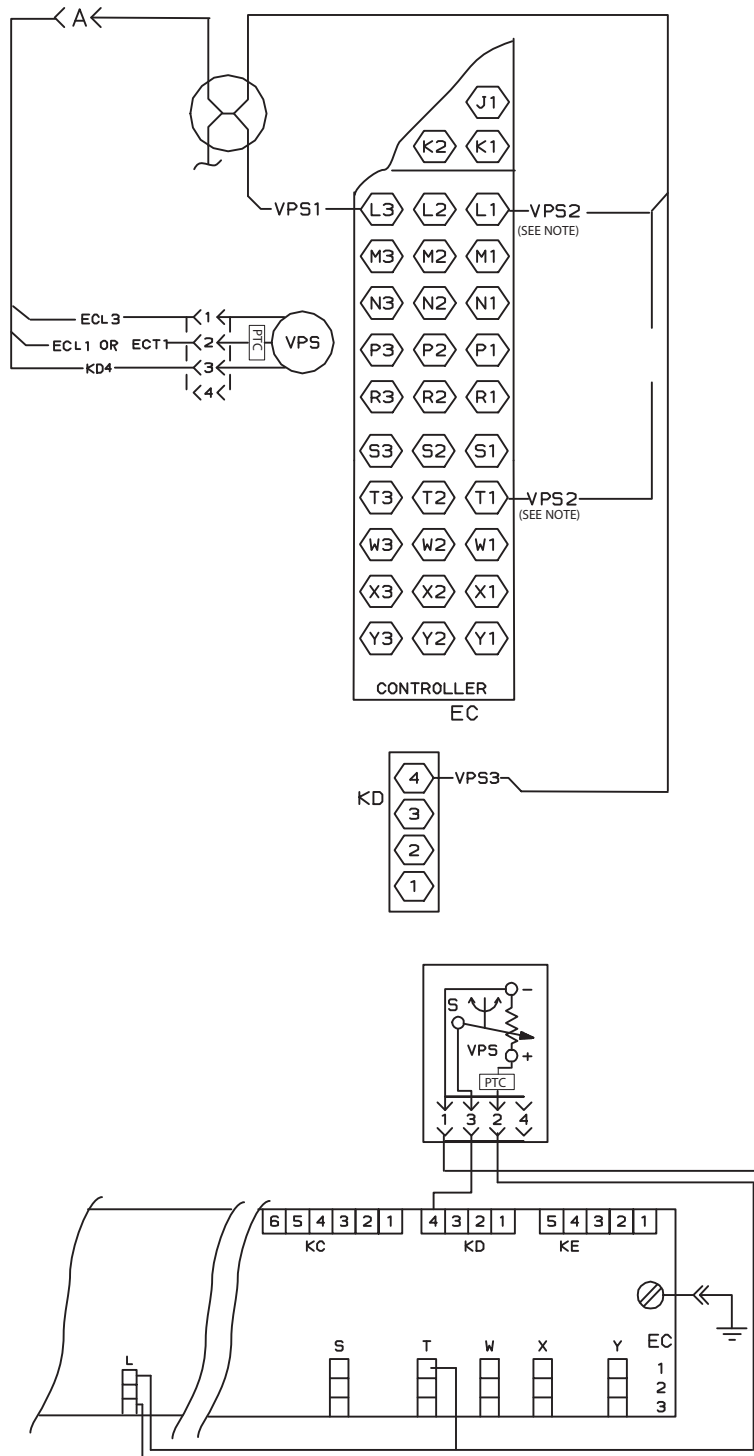 A
J1
K2 K1
VPS1 L3 L2 L1 VPS2
(SEE NOTE)
M3 M2 M1
N3 N2 N1
ECL3 1
ECL1 OR ECT1 2 PTC VPS
KD4 3
4
P3 P2 P1
R3 R2 R1
S3 S2 S1
T3 T2 T1 VPS2
(SEE NOTE)
W3 W2 W1
X3 X2 X1
Y3 Y2 Y1
CONTROLLER
EC
KD 4 VPS3
3
2
1
S -
VPS +
PTC
1 3 2 4
6 5 4 3 2 1 4 3 2 1 5 4 3 2 1
KC KD KE
L S T W X Y EC
1
2
3